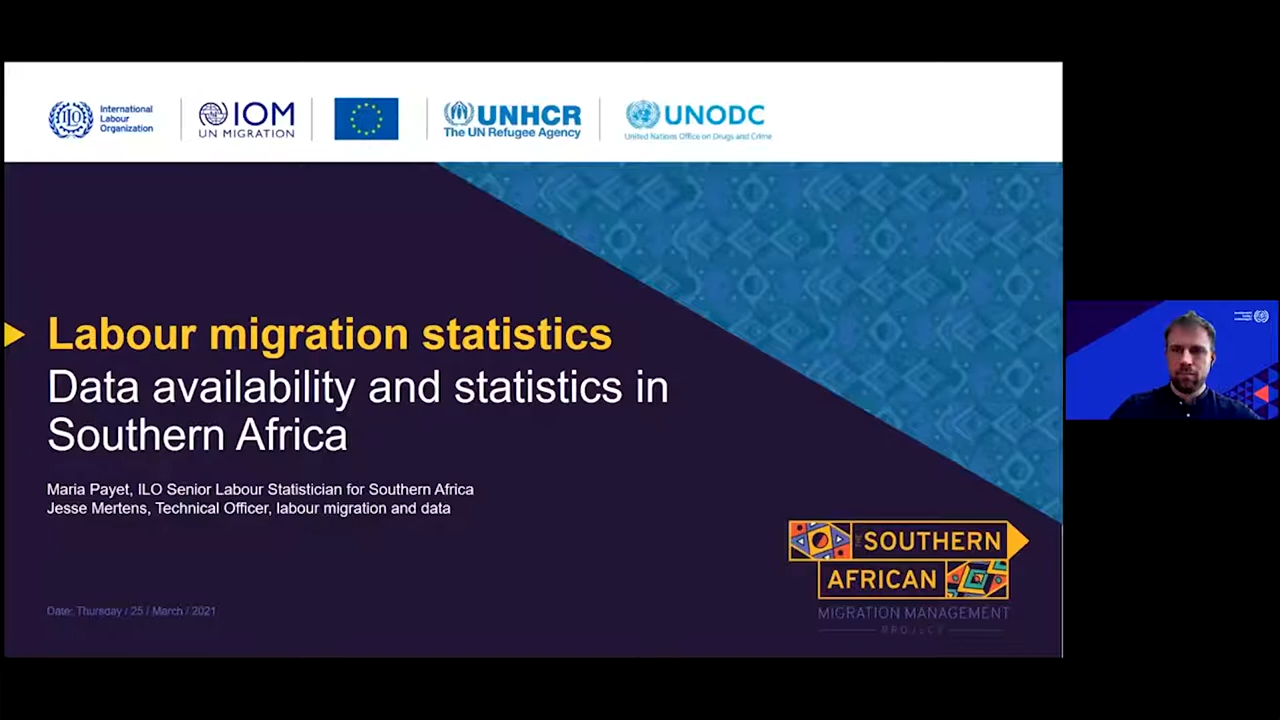 International
Labour
Organization
ILO
IOM
UN MIGRATION
UNHCR
The UN Refugee Agency
UNODC
United Nations Office on Drugs and Crime
Labour migration statistics
Data availability and statistics in
Southern Africa
Maria Payet, ILO Senior Labour Statistician for Southern Africa
Jesse Mertens, Technical Officer, labour migration and data
THE SOUTHERN
AFRICAN
MIGRATION MANAGEMENT
PROJECT
Date: Thursday / 25 / March / 2021